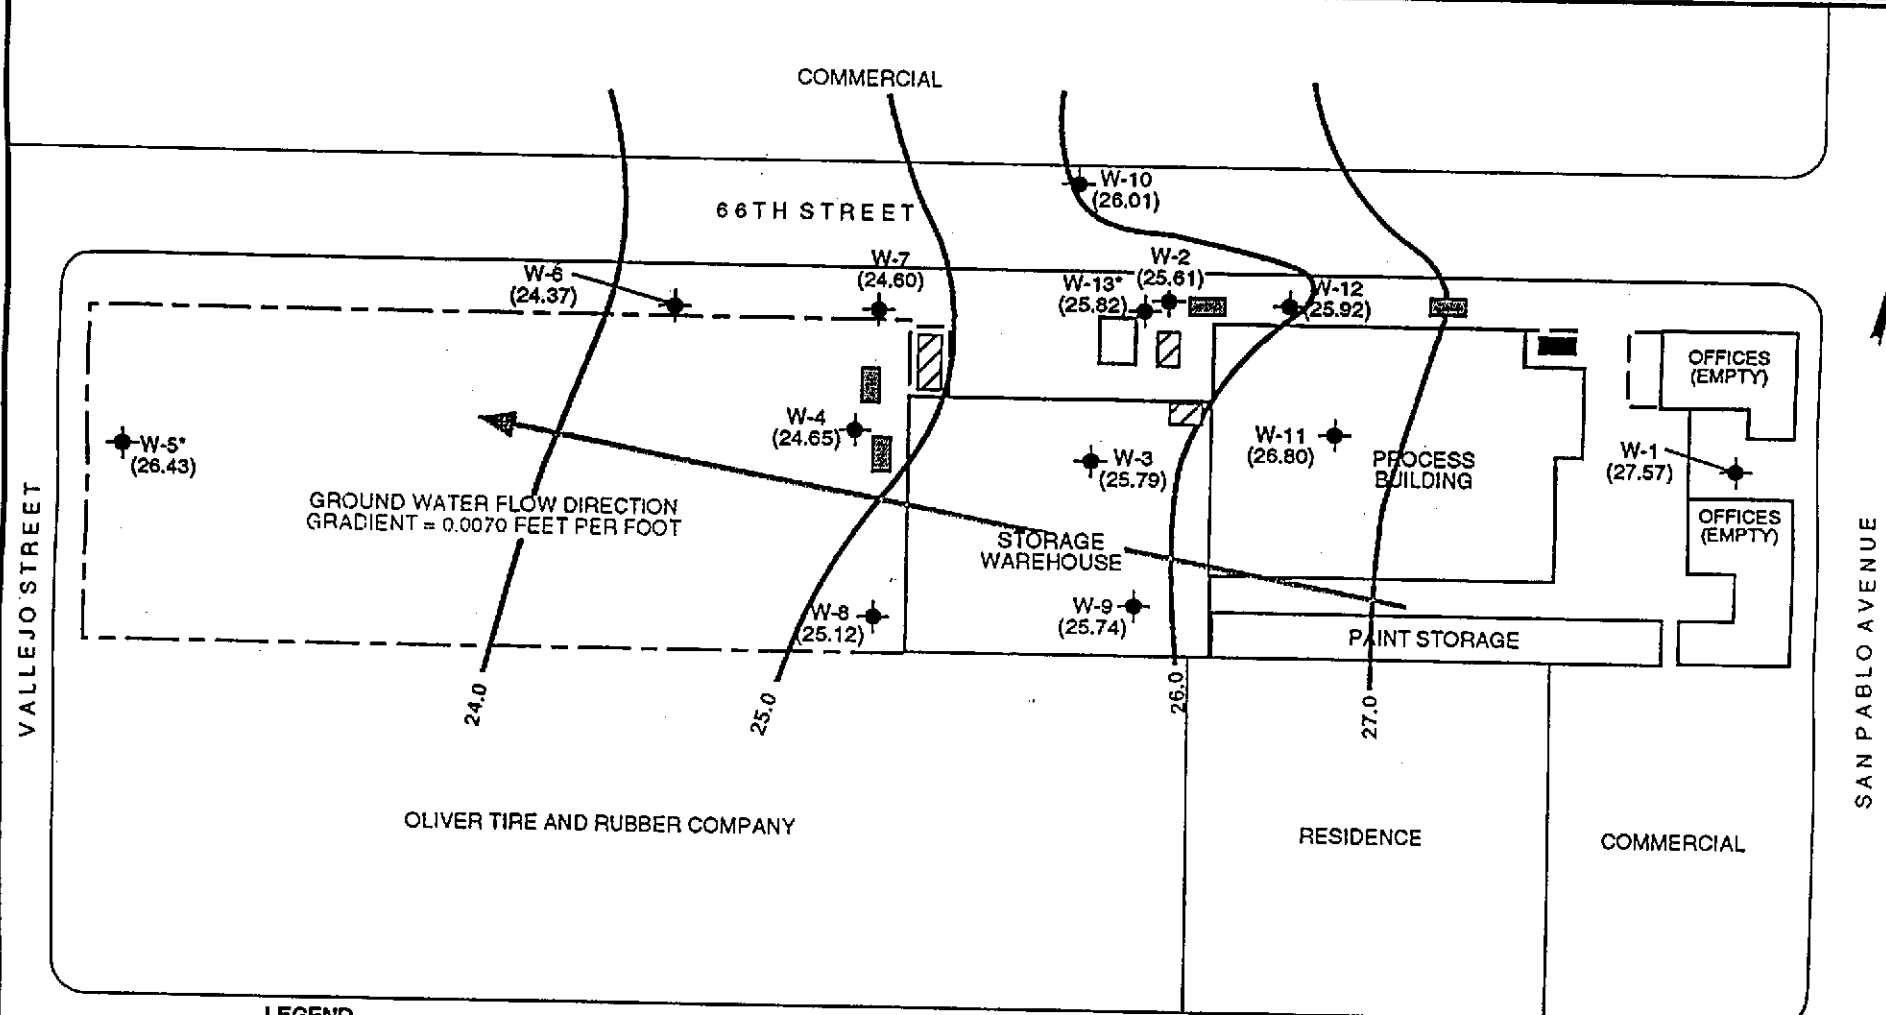 COMMERCIAL
W-10
(26.01)
66TH STREET
W-6
(24.37)
W-7
(24.60)
W-2
(25.61)
W-13*
(25.82)
W-12
(25.92)
OFFICES
(EMPTY)
W-5*
(26.43)
W-4
(24.65)
W-3
(25.79)
W-11
(26.80)
PROCESS
BUILDING
W-1
(27.57)
GROUND WATER FLOW DIRECTION
GRADIENT = 0.0070 FEET PER FOOT
STORAGE
WAREHOUSE
OFFICES
(EMPTY)
VALLEJO STREET
SAN PABLO AVENUE
W-8
(25.12)
W-9
(25.74)
PAINT STORAGE
24.0
25.0
26.0
27.0
OLIVER TIRE AND RUBBER COMPANY
RESIDENCE
COMMERCIAL
LEGEND